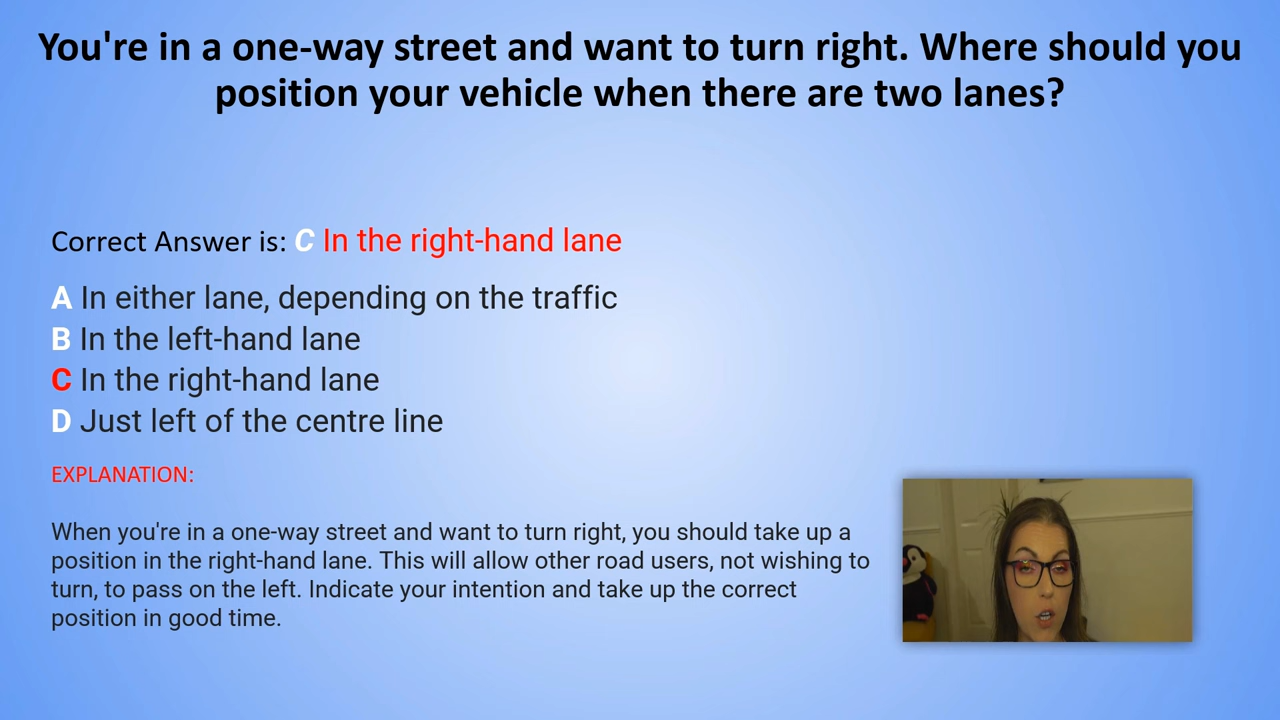 You're in a one-way street and want to turn right. Where should you
position your vehicle when there are two lanes?
Correct Answer is: C In the right-hand lane
A In either lane, depending on the traffic
B In the left-hand lane
C In the right-hand lane
D Just left of the centre line
EXPLANATION:
When you're in a one-way street and want to turn right, you should take up a
position in the right-hand lane. This will allow other road users, not wishing to
turn, to pass on the left. Indicate your intention and take up the correct
position in good time.